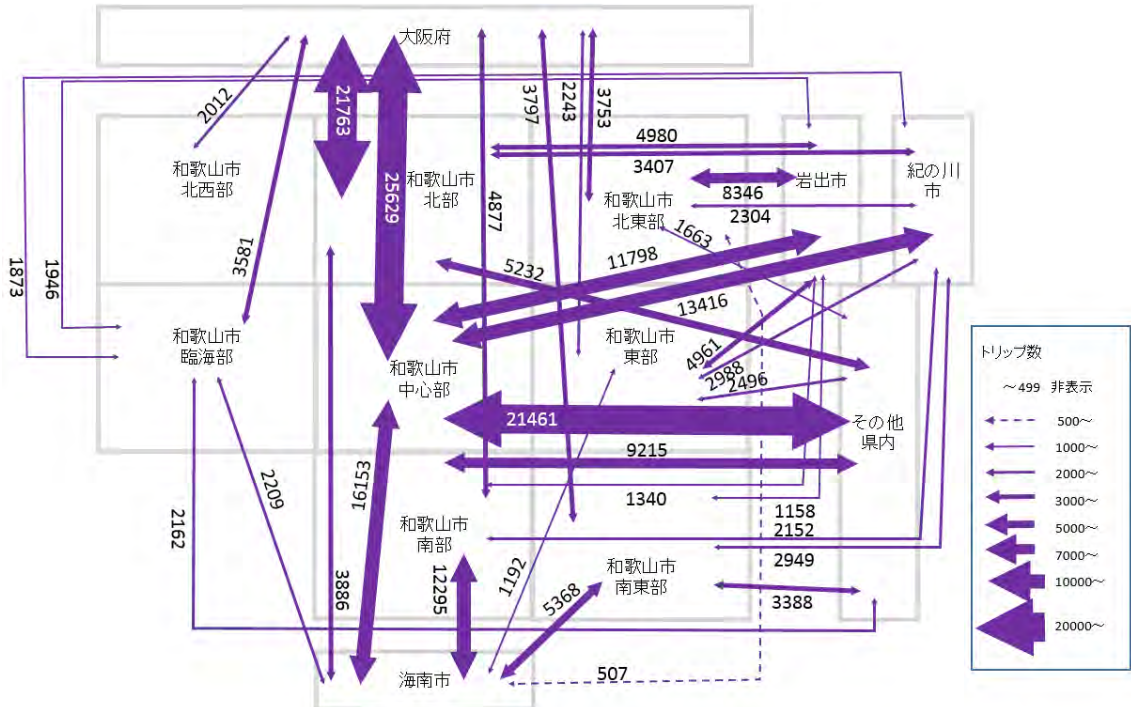 大阪府
2012
21763
25629
3797
2243
3753
4980
3407
8346
2304
和歌山市
北西部
和歌山市
北部
4877
和歌山市
北東部
岩出市
紀の川
市
1663
3581
5232
11798
13416
1873
1946
和歌山市
臨海部
和歌山市
中心部
和歌山市
東部
4961
2988
2496
21461
その他
県内
9215
16153
2209
2162
1340
1158
2152
2949
3388
和歌山市
南部
和歌山市
南東部
3886
12295
1192
5368
海南市
507
トリップ数
～499 非表示
500～
1000～
2000～
3000～
5000～
7000～
10000～
20000～